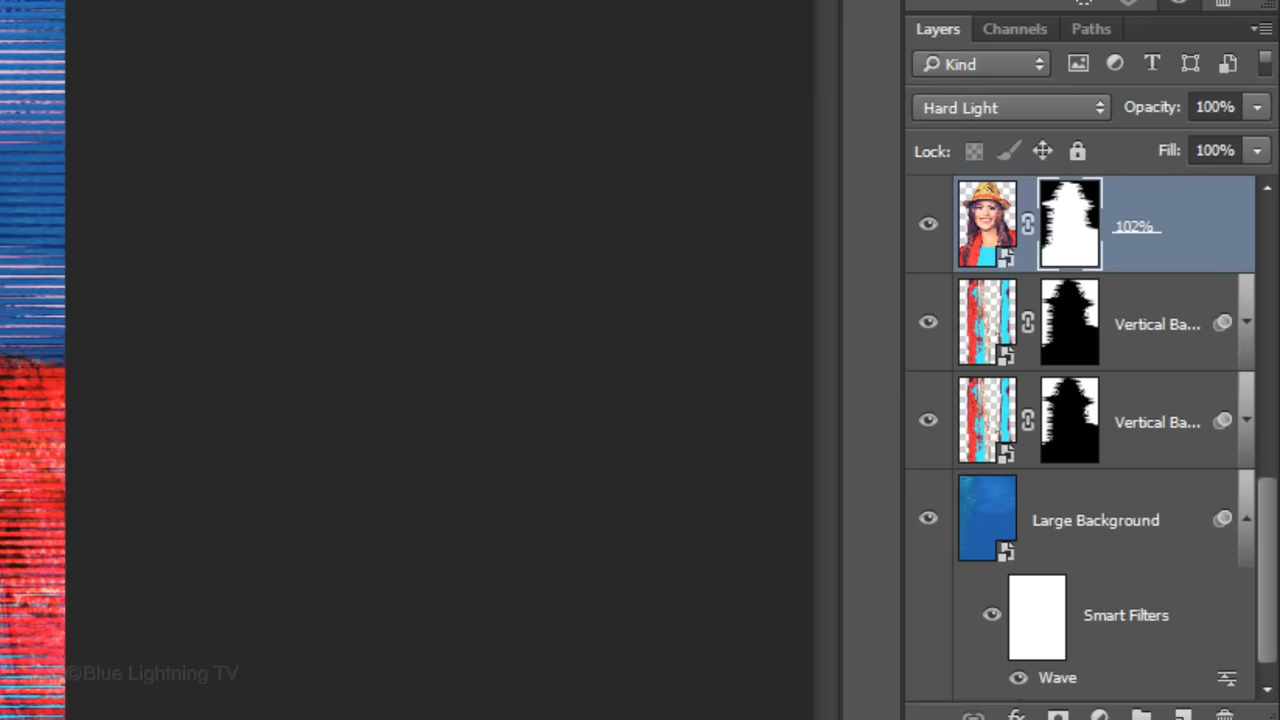 Layers Channels Paths
Kind
Hard Light Opacity: 100%
Lock: Fill: 100%
102%
Vertical Ba...
Vertical Ba...
Large Background
Smart Filters
©Blue Lightning TV
Wave